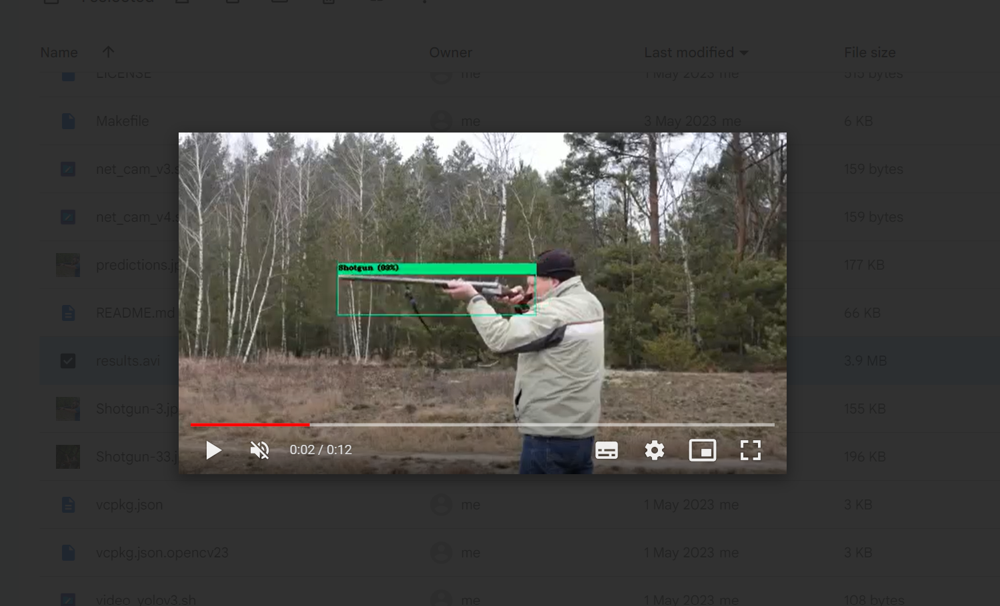 Name Owner Last modified File size
LICENSE me 1 May 2023 me 515 bytes
Makefile me 3 May 2023 me 6 KB
net_cam_v3.s 159 bytes
net_cam_v4.s 159 bytes
predictions.jp 177 KB
README.md 66 KB
results.avi 3.9 MB
Shotgun-3.jp 155 KB
Shotgun-33.j 196 KB
vcpkg.json me 1 May 2023 me 3 KB
vcpkg.json.opencv23 me 1 May 2023 me 3 KB
video_yolov3.sh me 1 May 2023 me 108 bytes
Shotgun
0:02 / 0:12